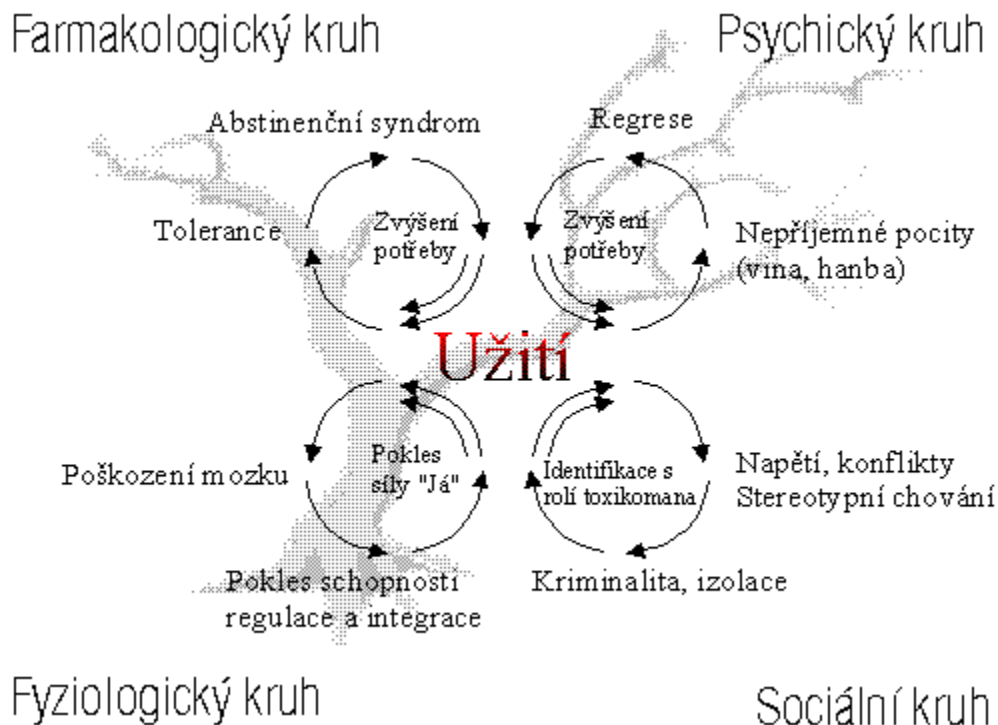 Farmakologický kruh
Psychický kruh
Abstinenční syndrom
Regrese
Tolerance
Zvýšení
potřeby
Zvýšení
potřeby
Nepříjemné pocity
(vina, hanba)
Užití
Poškození mozku
Pokles
síly "Já"
Identifikace s
rolí toxikomana
Napětí, konflikty
Stereotypní chování
Pokles schopností
regulace a integrace
Kriminalita, izolace
Fyziologický kruh
Sociální kruh